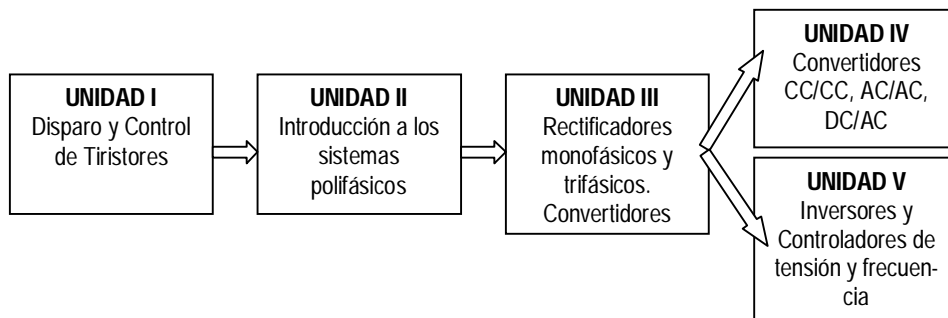 UNIDAD I
Disparo y Control
de Tiristores
UNIDAD II
Introducción a los
sistemas
polifásicos
UNIDAD III
Rectificadores
monofásicos y
trifásicos.
Convertidores
UNIDAD IV
Convertidores
CC/CC, AC/AC,
DC/AC
UNIDAD V
Inversores y
Controladores de
tensión y frecuen-
cia